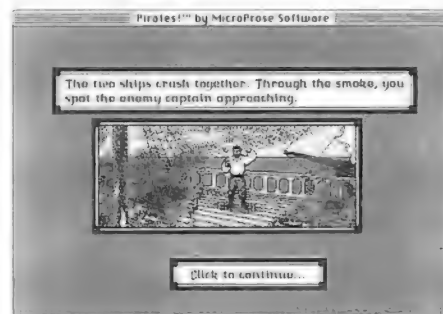 Pirates!™ by MicroProse Software
The two ships crash together. Through the smoke, you
spot the enemy captain approaching.
Click to continue...